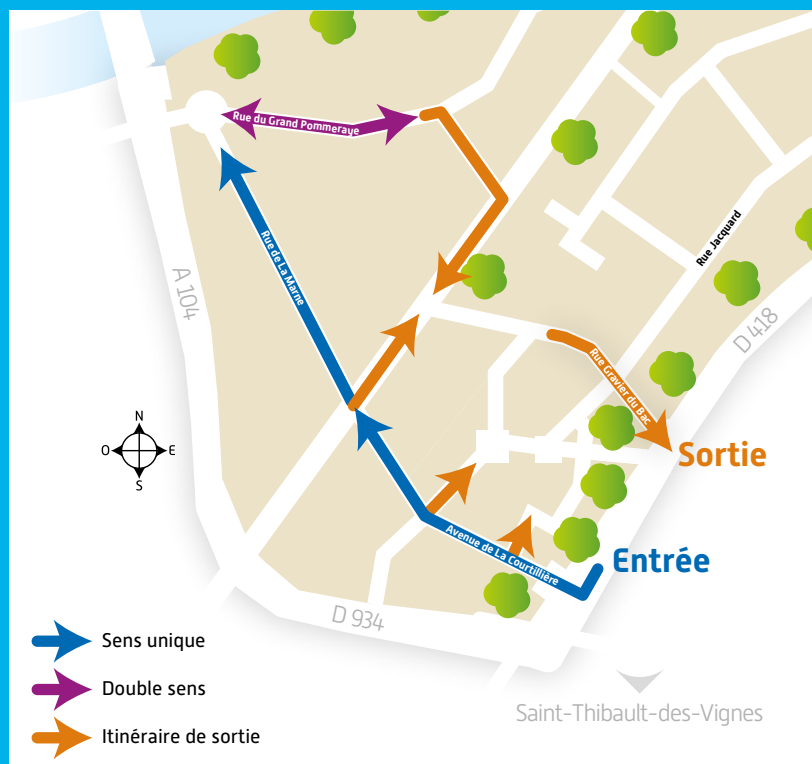 Rue du Grand Pommeraye
Rue de La Marne
A 104
Rue Jacquard
D 418
Rue Gravier du Bac
N
O
E
S
Sortie
Avenue de La Courtillière
Entrée
D 934
Sens unique
Double sens
Itinéraire de sortie
Saint-Thibault-des-Vignes